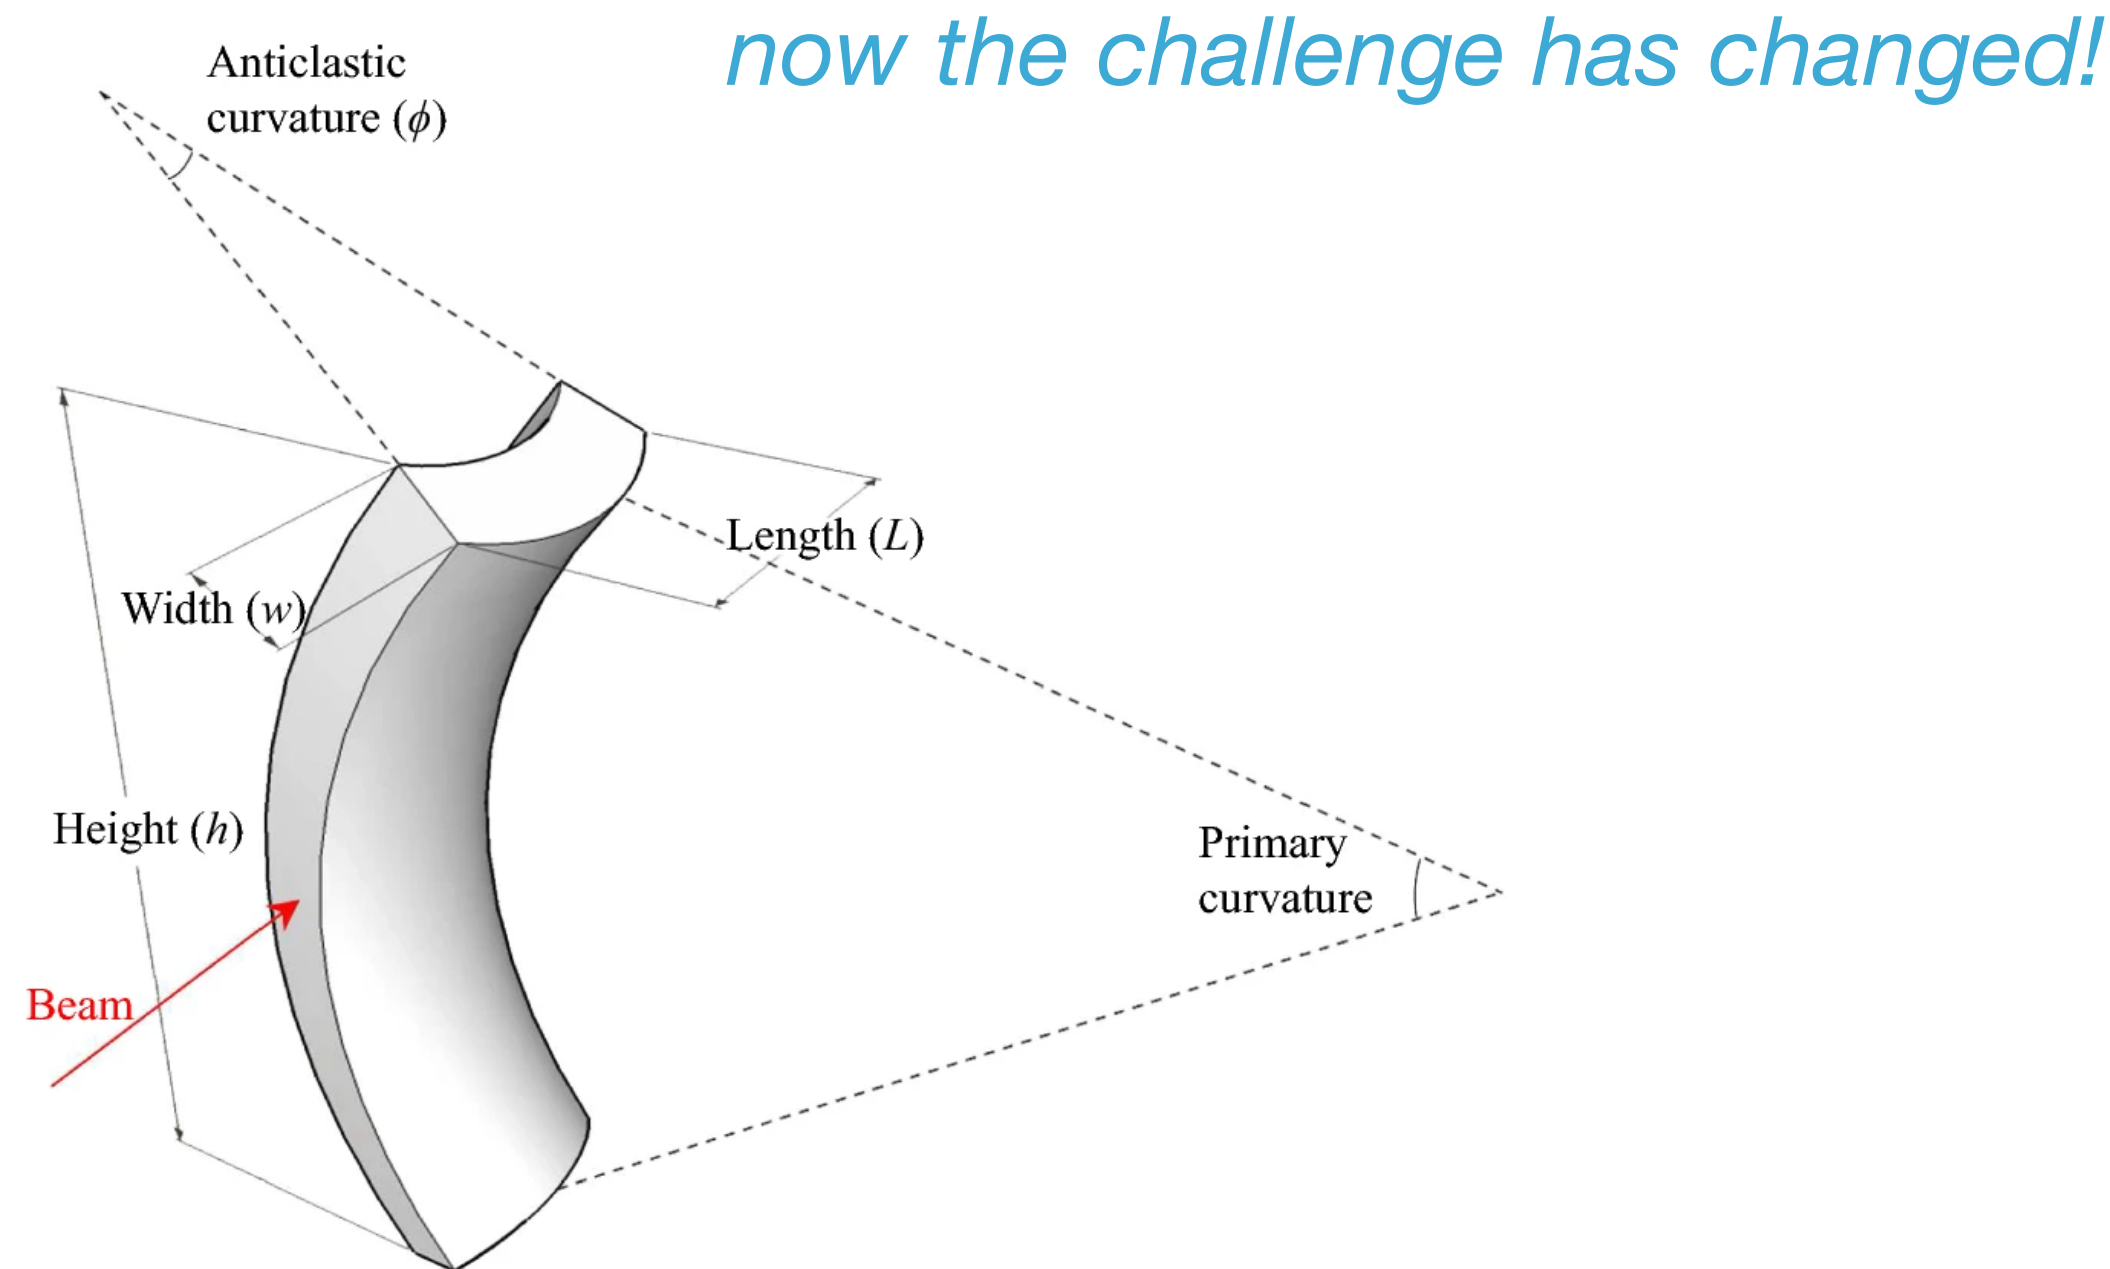 now the challenge has changed!
Anticlastic
curvature (ϕ)
Length (L)
Width (w)
Height (h)
Primary
curvature
Beam